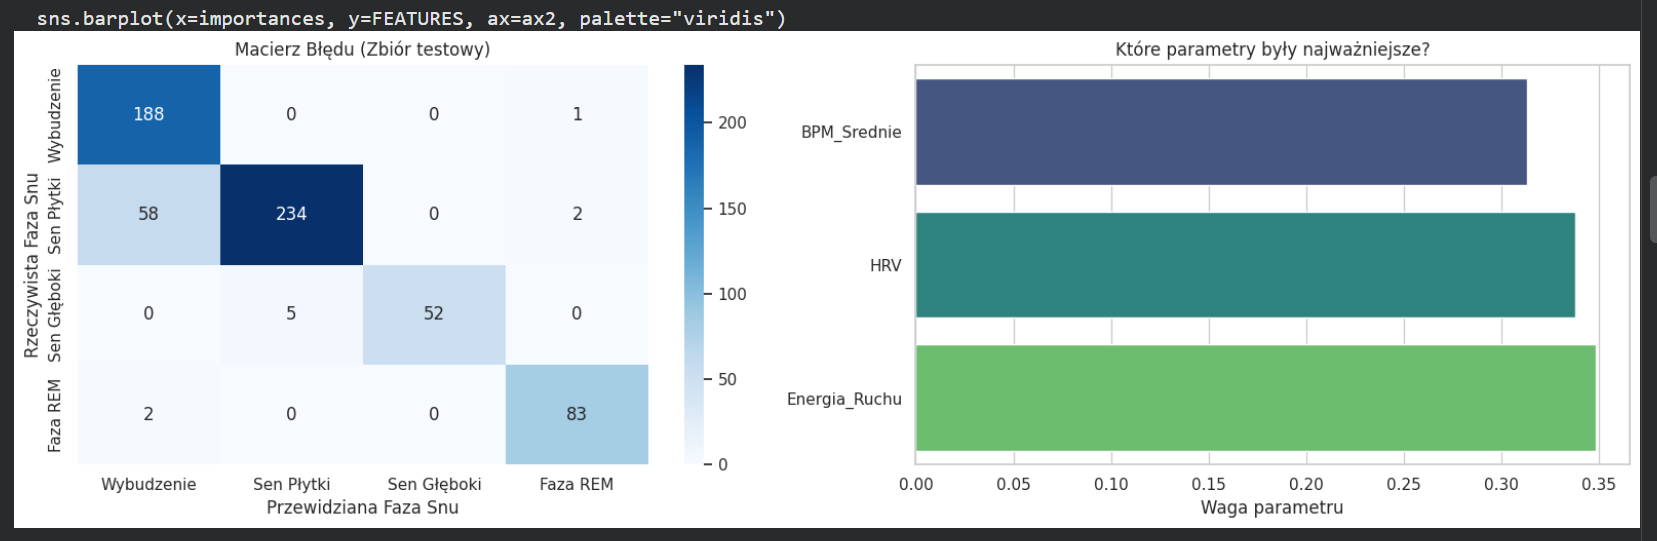 sns.barplot(x=importances, y=FEATURES, ax=ax2, palette="viridis")
Macierz Błędu (Zbiór testowy)
Rzeczywista Faza Snu
Wybudzenie
Sen Płytki
Sen Głęboki
Faza REM
188 0 0 1
58 234 0 2
0 5 52 0
2 0 0 83
Wybudzenie Sen Płytki Sen Głęboki Faza REM
Przewidziana Faza Snu
200
150
100
50
0
Które parametry były najważniejsze?
BPM_Srednie
HRV
Energia_Ruchu
0.00 0.05 0.10 0.15 0.20 0.25 0.30 0.35
Waga parametru